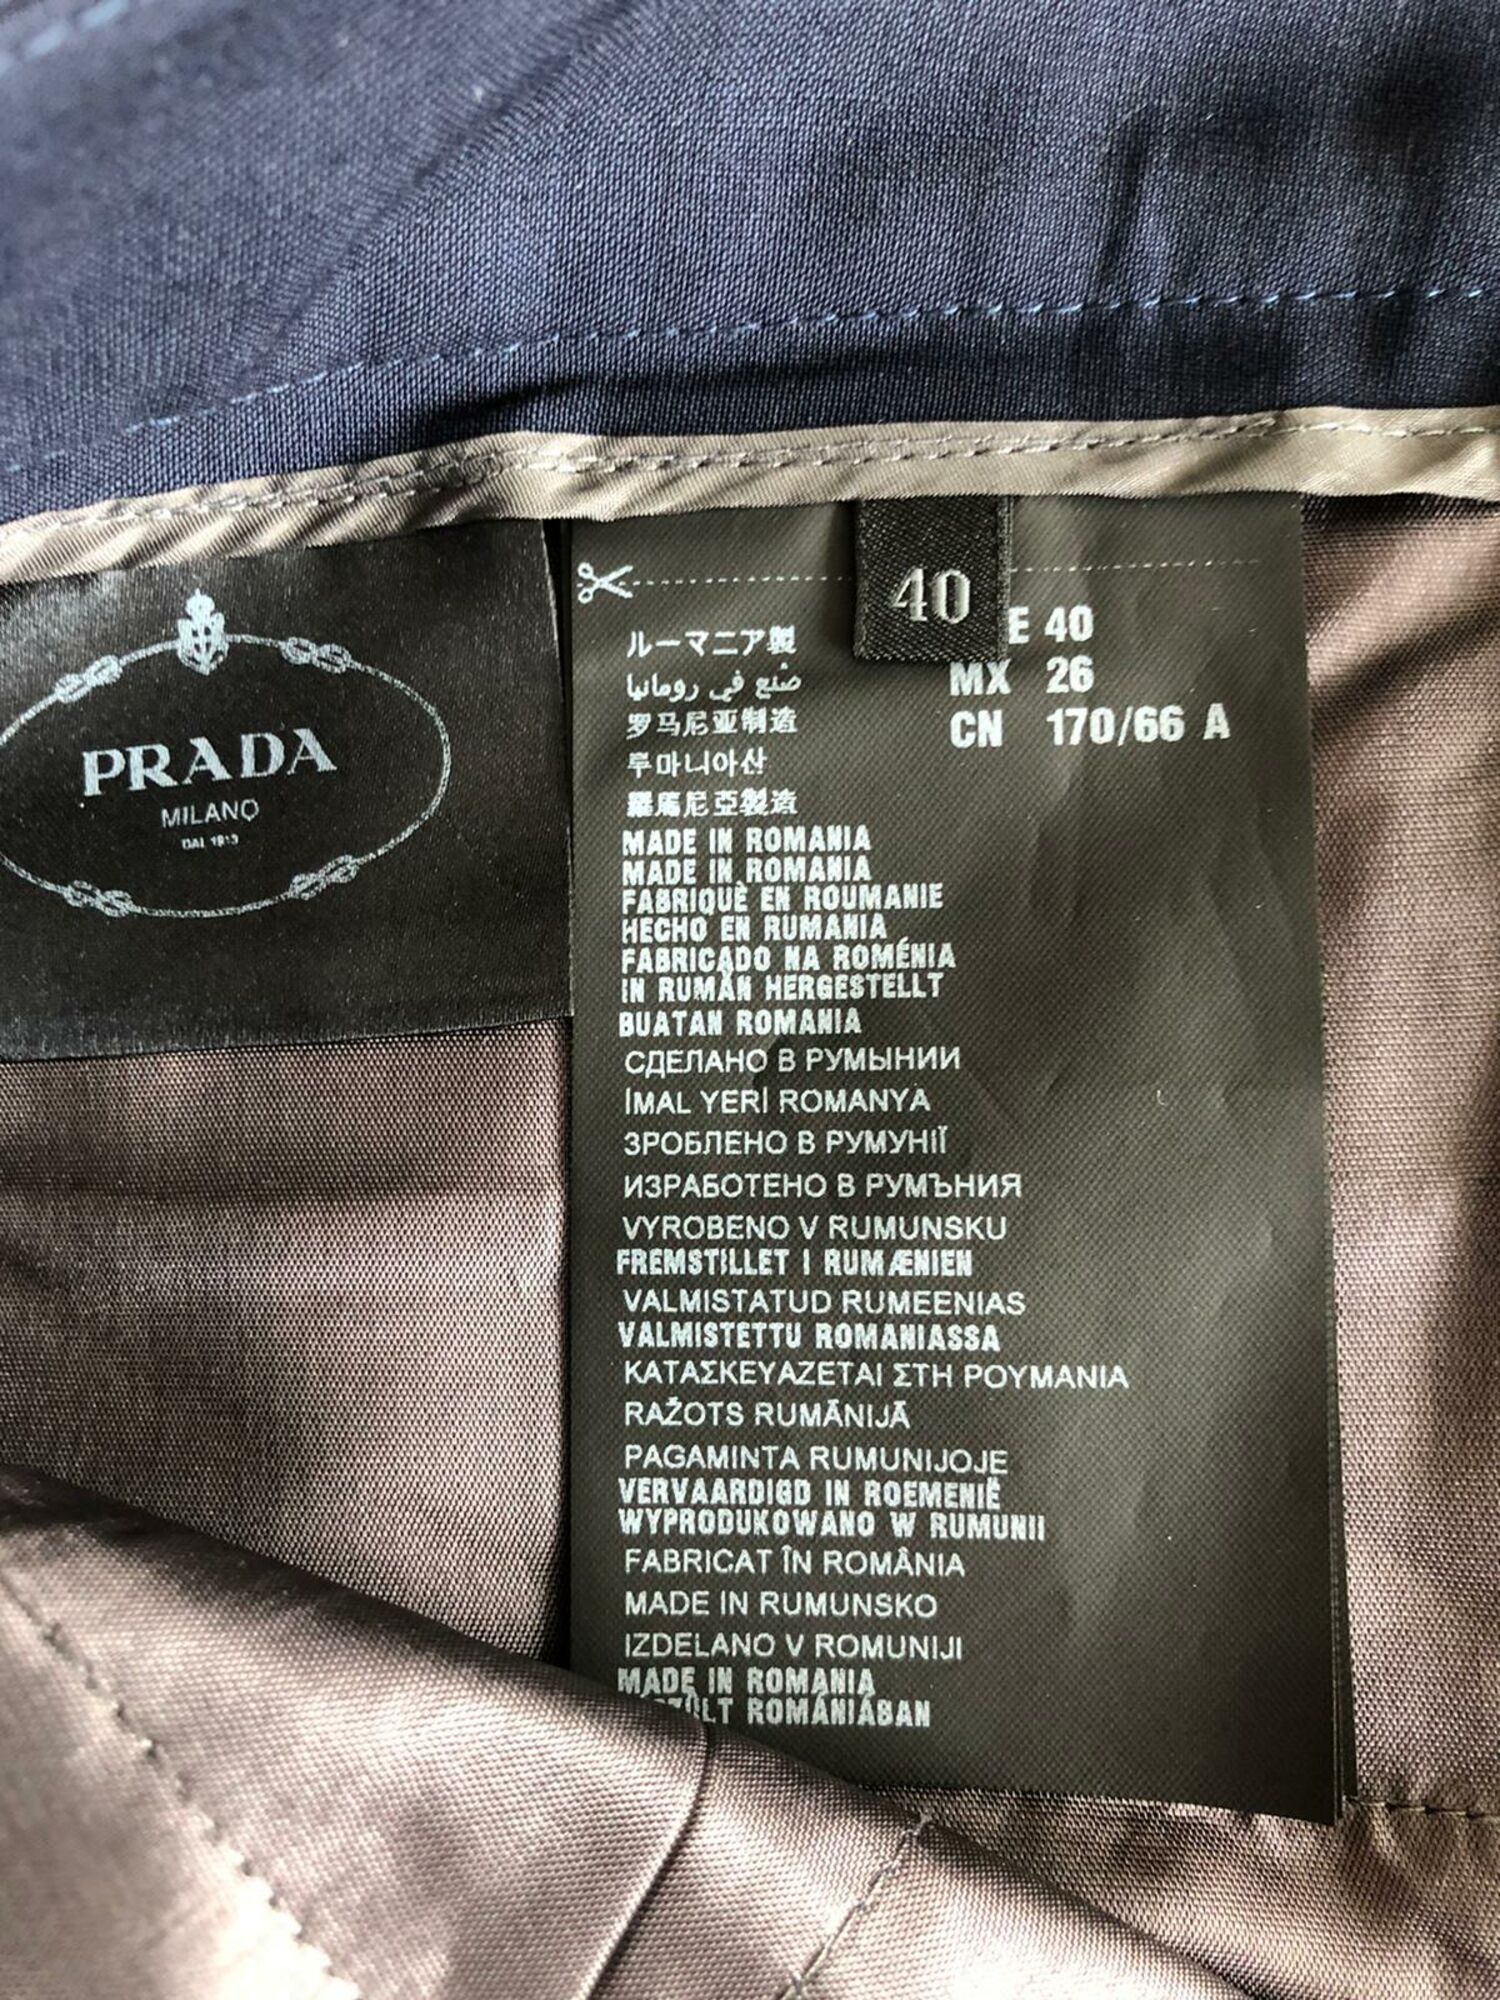 PRADA
MILANO
DAL 1913
40
E 40
MX 26
CN 170/66 A
ルーマニア製
صنع في رومانيا
罗马尼亚制造
루마니아산
羅馬尼亞製造
MADE IN ROMANIA
MADE IN ROMANIA
FABRIQUÈ EN ROUMANIE
HECHO EN RUMANIA
FABRICADO NA ROMÉNIA
IN RUMÄN HERGESTELLT
BUATAN ROMANIA
СДЕЛАНО В РУМЫНИИ
İMAL YERİ ROMANYA
ЗРОБЛЕНО В РУМУНІЇ
ИЗРАБОТЕНО В РУМЪНИЯ
VYROBENO V RUMUNSKU
FREMSTILLET I RUMÆNIEN
VALMISTATUD RUMEENIAS
VALMISTETTU ROMANIASSA
ΚΑΤΑΣΚΕΥΑΖΕΤΑΙ ΣΤΗ ΡΟΥΜΑΝΙΑ
RAŽOTS RUMĀNIJĀ
PAGAMINTA RUMUNIJOJE
VERVAARDIGD IN ROEMENIË
WYPRODUKOWANO W RUMUNII
FABRICAT ÎN ROMÂNIA
MADE IN RUMUNSKO
IZDELANO V ROMUNIJI
MADE IN ROMANIA
ROMÁNIÁBAN